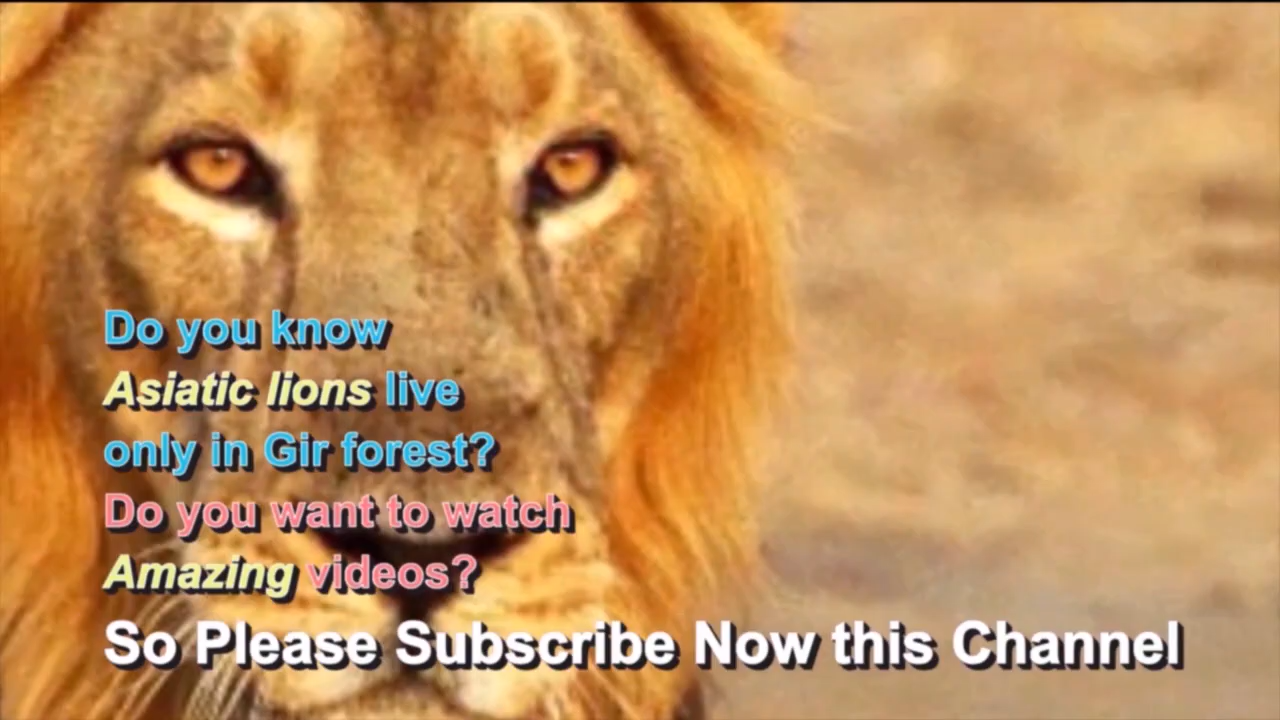 Do you know
Asiatic lions live
only in Gir forest?
Do you want to watch
Amazing videos?
So Please Subscribe Now this Channel